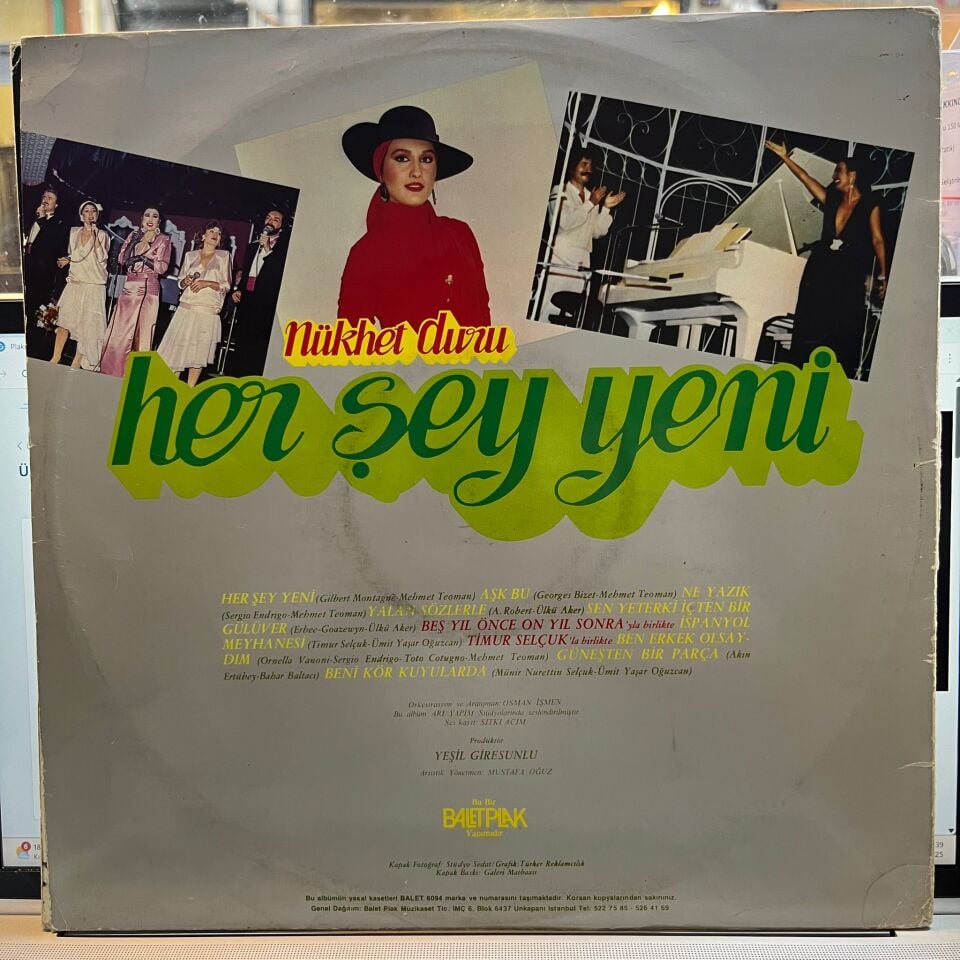 nükhet duru
her şey yeni
HER ŞEY YENİ (Gilbert Montagne-Mehmet Teoman) AŞK BU (Georges Bizet-Mehmet Teoman) NE YAZIK
(Sergio Endrigo-Mehmet Teoman) YALAN SÖZLERLE (A. Robert-Ülkü Aker) SEN YETERKİ İÇTEN BİR
GÜLÜVER (Erbee-Goazewyn-Ülkü Aker) BEŞ YIL ÖNCE ON YIL SONRA'yla birlikte İSPANYOL
MEYHANESİ (Timur Selçuk-Ümit Yaşar Oğuzcan) TİMUR SELÇUK'la birlikte BEN ERKEK OLSAY-
DIM (Ornella Vanoni-Sergio Endrigo-Toto Cotugno-Mehmet Teoman) GÜNEŞTEN BİR PARÇA (Akın
Ertübey-Bahar Baltacı) BENİ KÖR KUYULARDA (Münir Nurettin Selçuk-Ümit Yaşar Oğuzcan)
Orkestrasyon ve Aranjman: OSMAN İŞMEN
Bu albüm ARI YAPIM Stüdyolarında seslendirilmiştir.
Ses kayıt: SITKI ACIM
Prodüktör
YEŞİL GİRESUNLU
Artistik Yönetmen: MUSTAFA OĞUZ
Bu Bir
BALET PLAK
Yapımıdır
Kapak Fotoğraf: Stüdyo Sedat/Grafik:Türker Reklamcılık
Kapak Baskı: Galeri Matbaası
Bu albümün yasal kasetleri BALET 6094 marka ve numarasını taşımaktadır. Korsan kopyalarından sakınınız.
Genel Dağıtım: Balet Plak Müzikaset Tic. İMÇ 6. Blok 6437 Unkapanı İstanbul Tel: 522 75 85 - 526 41 59